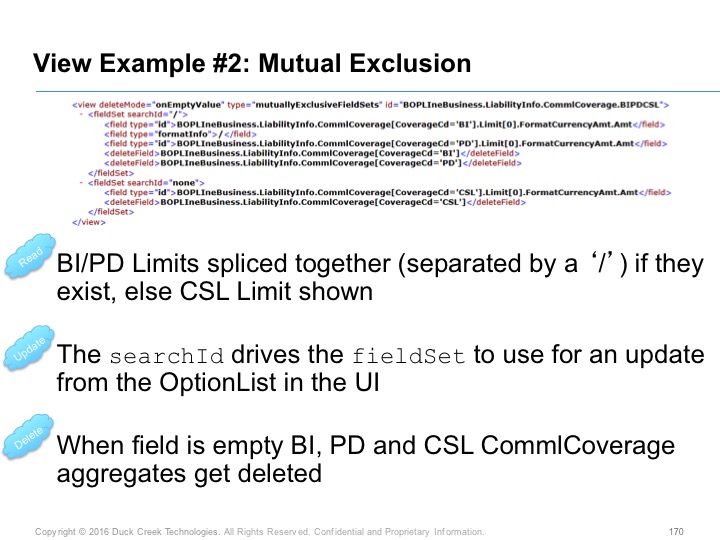 View Example #2: Mutual Exclusion
<view deleteMode="onEmptyValue" type="mutuallyExclusiveFieldSets" id="BOPLIneBusiness.LiabilityInfo.CommlCoverage.BIPDCSL">
- <fieldSet searchId="/">
<field type="id">BOPLIneBusiness.LiabilityInfo.CommlCoverage[CoverageCd='BI'].Limit[0].FormatCurrencyAmt.Amt</field>
<field type="formatInfo">/</field>
<field type="id">BOPLIneBusiness.LiabilityInfo.CommlCoverage[CoverageCd='PD'].Limit[0].FormatCurrencyAmt.Amt</field>
<deleteField>BOPLIneBusiness.LiabilityInfo.CommlCoverage[CoverageCd='BI']</deleteField>
<deleteField>BOPLIneBusiness.LiabilityInfo.CommlCoverage[CoverageCd='PD']</deleteField>
</fieldSet>
- <fieldSet searchId="none">
<field type="id">BOPLIneBusiness.LiabilityInfo.CommlCoverage[CoverageCd='CSL'].Limit[0].FormatCurrencyAmt.Amt</field>
<deleteField>BOPLIneBusiness.LiabilityInfo.CommlCoverage[CoverageCd='CSL']</deleteField>
</fieldSet>
</view>
Read
BI/PD Limits spliced together (separated by a ‘/’) if they
exist, else CSL Limit shown
Update
The searchId drives the fieldSet to use for an update
from the OptionList in the UI
Delete
When field is empty BI, PD and CSL CommlCoverage
aggregates get deleted
Copyright © 2016 Duck Creek Technologies. All Rights Reserved. Confidential and Proprietary Information.
170